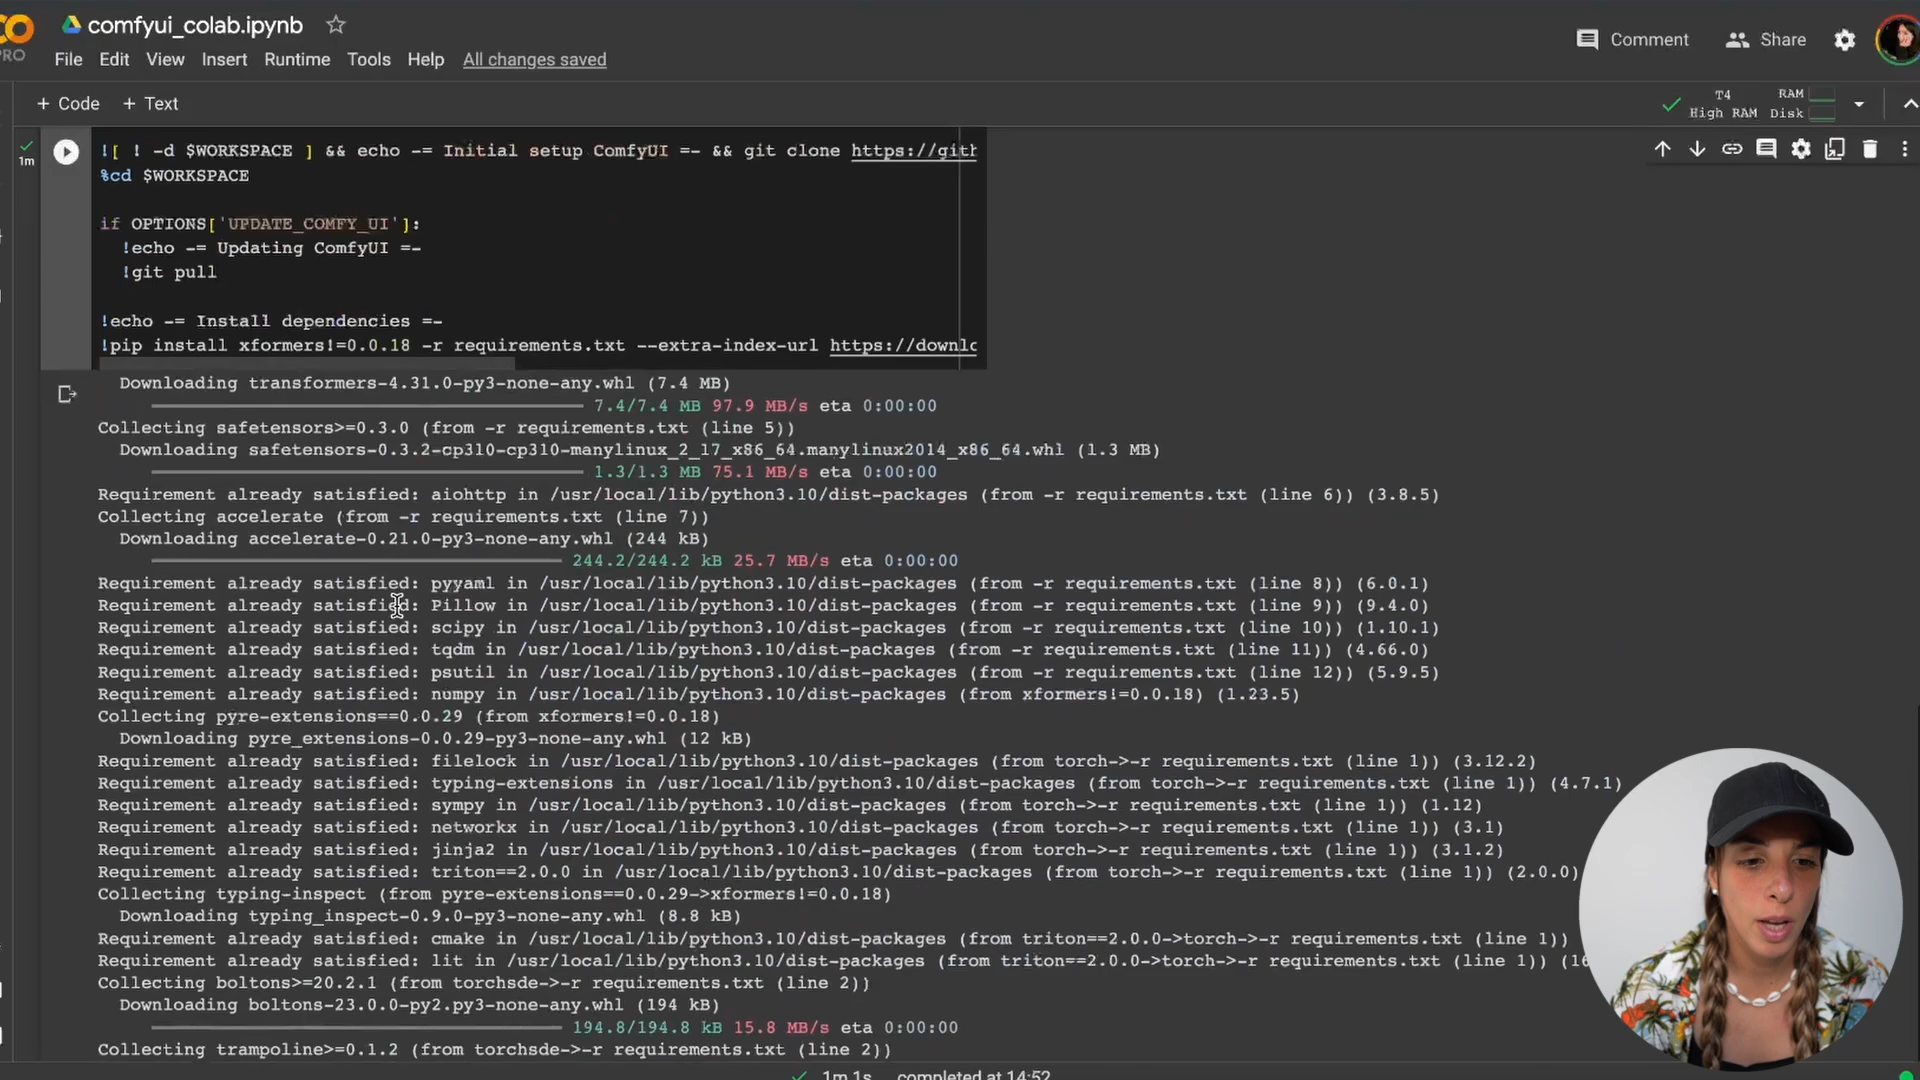 comfyui_colab.ipynb
Comment
Share
PRO
File Edit View Insert Runtime Tools Help All changes saved
+ Code + Text
T4
High RAM
RAM
Disk
1m
![ ! -d $WORKSPACE ] && echo -= Initial setup ComfyUI =- && git clone https://gith
%cd $WORKSPACE
if OPTIONS['UPDATE_COMFY_UI']:
!echo -= Updating ComfyUI =-
!git pull
!echo -= Install dependencies =-
!pip install xformers!=0.0.18 -r requirements.txt --extra-index-url https://downlo
Downloading transformers-4.31.0-py3-none-any.whl (7.4 MB)
7.4/7.4 MB 97.9 MB/s eta 0:00:00
Collecting safetensors>=0.3.0 (from -r requirements.txt (line 5))
Downloading safetensors-0.3.2-cp310-cp310-manylinux_2_17_x86_64.manylinux2014_x86_64.whl (1.3 MB)
1.3/1.3 MB 75.1 MB/s eta 0:00:00
Requirement already satisfied: aiohttp in /usr/local/lib/python3.10/dist-packages (from -r requirements.txt (line 6)) (3.8.5)
Collecting accelerate (from -r requirements.txt (line 7))
Downloading accelerate-0.21.0-py3-none-any.whl (244 kB)
244.2/244.2 kB 25.7 MB/s eta 0:00:00
Requirement already satisfied: pyyaml in /usr/local/lib/python3.10/dist-packages (from -r requirements.txt (line 8)) (6.0.1)
Requirement already satisfied: Pillow in /usr/local/lib/python3.10/dist-packages (from -r requirements.txt (line 9)) (9.4.0)
Requirement already satisfied: scipy in /usr/local/lib/python3.10/dist-packages (from -r requirements.txt (line 10)) (1.10.1)
Requirement already satisfied: tqdm in /usr/local/lib/python3.10/dist-packages (from -r requirements.txt (line 11)) (4.66.0)
Requirement already satisfied: psutil in /usr/local/lib/python3.10/dist-packages (from -r requirements.txt (line 12)) (5.9.5)
Requirement already satisfied: numpy in /usr/local/lib/python3.10/dist-packages (from xformers!=0.0.18) (1.23.5)
Collecting pyre-extensions==0.0.29 (from xformers!=0.0.18)
Downloading pyre_extensions-0.0.29-py3-none-any.whl (12 kB)
Requirement already satisfied: filelock in /usr/local/lib/python3.10/dist-packages (from torch->-r requirements.txt (line 1)) (3.12.2)
Requirement already satisfied: typing-extensions in /usr/local/lib/python3.10/dist-packages (from torch->-r requirements.txt (line 1)) (4.7.1)
Requirement already satisfied: sympy in /usr/local/lib/python3.10/dist-packages (from torch->-r requirements.txt (line 1)) (1.12)
Requirement already satisfied: networkx in /usr/local/lib/python3.10/dist-packages (from torch->-r requirements.txt (line 1)) (3.1)
Requirement already satisfied: jinja2 in /usr/local/lib/python3.10/dist-packages (from torch->-r requirements.txt (line 1)) (3.1.2)
Requirement already satisfied: triton==2.0.0 in /usr/local/lib/python3.10/dist-packages (from torch->-r requirements.txt (line 1)) (2.0.0)
Collecting typing-inspect (from pyre-extensions==0.0.29->xformers!=0.0.18)
Downloading typing_inspect-0.9.0-py3-none-any.whl (8.8 kB)
Requirement already satisfied: cmake in /usr/local/lib/python3.10/dist-packages (from triton==2.0.0->torch->-r requirements.txt (line 1))
Requirement already satisfied: lit in /usr/local/lib/python3.10/dist-packages (from triton==2.0.0->torch->-r requirements.txt (line 1)) (16
Collecting boltons>=20.2.1 (from torchsde->-r requirements.txt (line 2))
Downloading boltons-23.0.0-py2.py3-none-any.whl (194 kB)
194.8/194.8 kB 15.8 MB/s eta 0:00:00
Collecting trampoline>=0.1.2 (from torchsde->-r requirements.txt (line 2))
1m 1s completed at 14:52